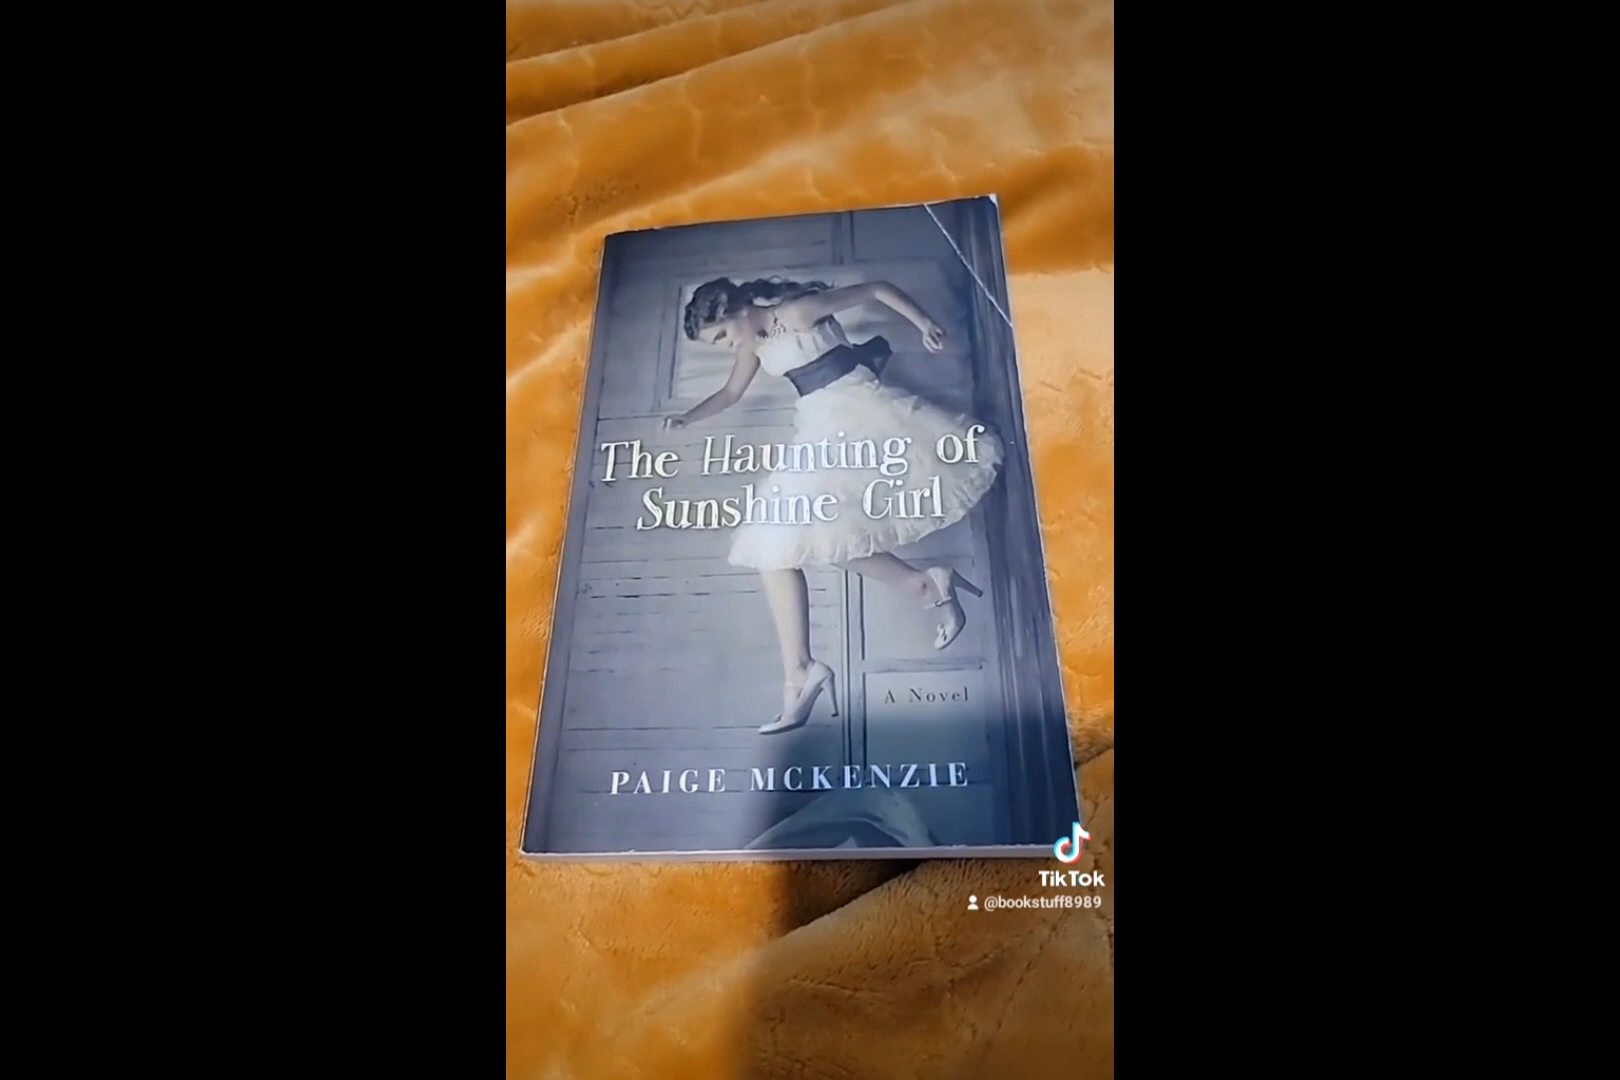 The Haunting of
Sunshine Girl
A Novel
PAIGE MCKENZIE
TikTok
@bookstuff8989